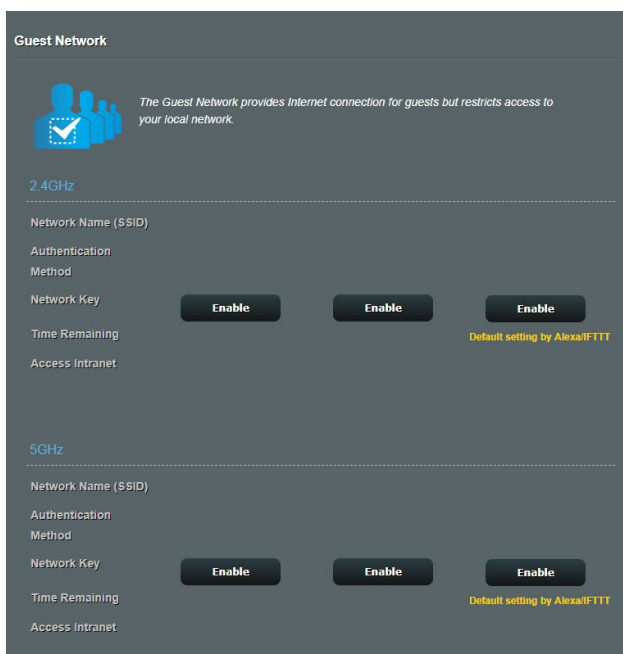 Guest Network
The Guest Network provides Internet connection for guests but restricts access to
your local network.
2.4GHz
Network Name (SSID)
Authentication
Method
Network Key
Enable Enable Enable
Time Remaining
Default setting by Alexa/IFTTT
Access Intranet
5GHz
Network Name (SSID)
Authentication
Method
Network Key
Enable Enable Enable
Time Remaining
Default setting by Alexa/IFTTT
Access Intranet